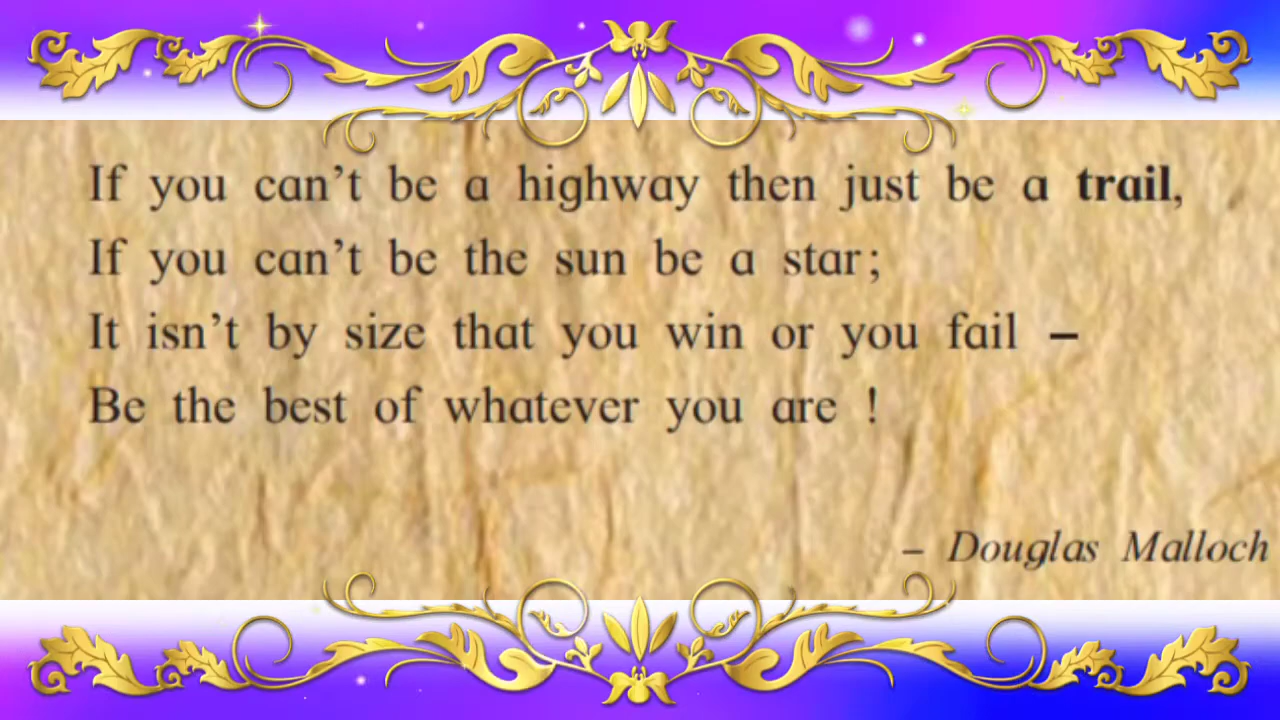 If you can’t be a highway then just be a trail,
If you can’t be the sun be a star;
It isn’t by size that you win or you fail –
Be the best of whatever you are !
– Douglas Malloch